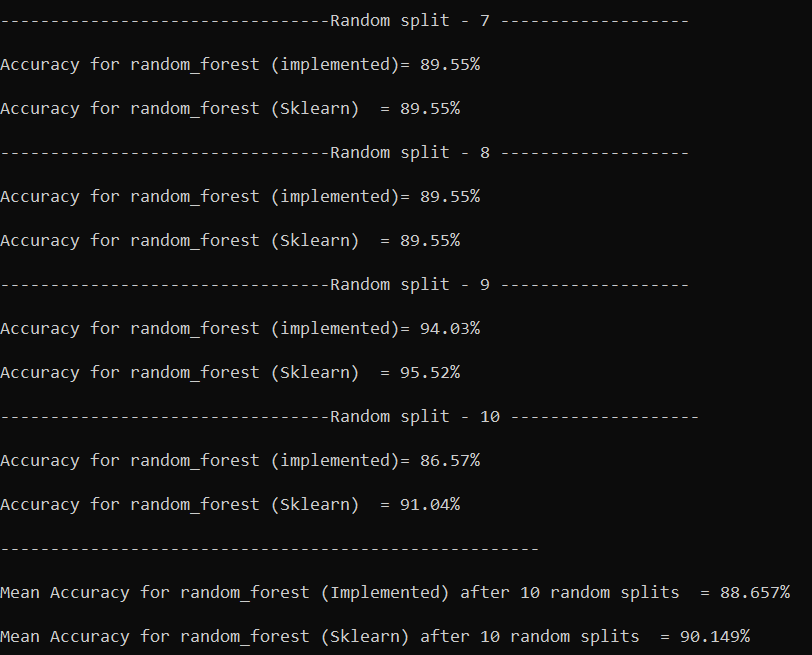 ---------------------------------Random split - 7 -------------------
Accuracy for random_forest (implemented)= 89.55%
Accuracy for random_forest (Sklearn)  = 89.55%
---------------------------------Random split - 8 -------------------
Accuracy for random_forest (implemented)= 89.55%
Accuracy for random_forest (Sklearn)  = 89.55%
---------------------------------Random split - 9 -------------------
Accuracy for random_forest (implemented)= 94.03%
Accuracy for random_forest (Sklearn)  = 95.52%
---------------------------------Random split - 10 -------------------
Accuracy for random_forest (implemented)= 86.57%
Accuracy for random_forest (Sklearn)  = 91.04%
------------------------------------------------------
Mean Accuracy for random_forest (Implemented) after 10 random splits  = 88.657%
Mean Accuracy for random_forest (Sklearn) after 10 random splits  = 90.149%